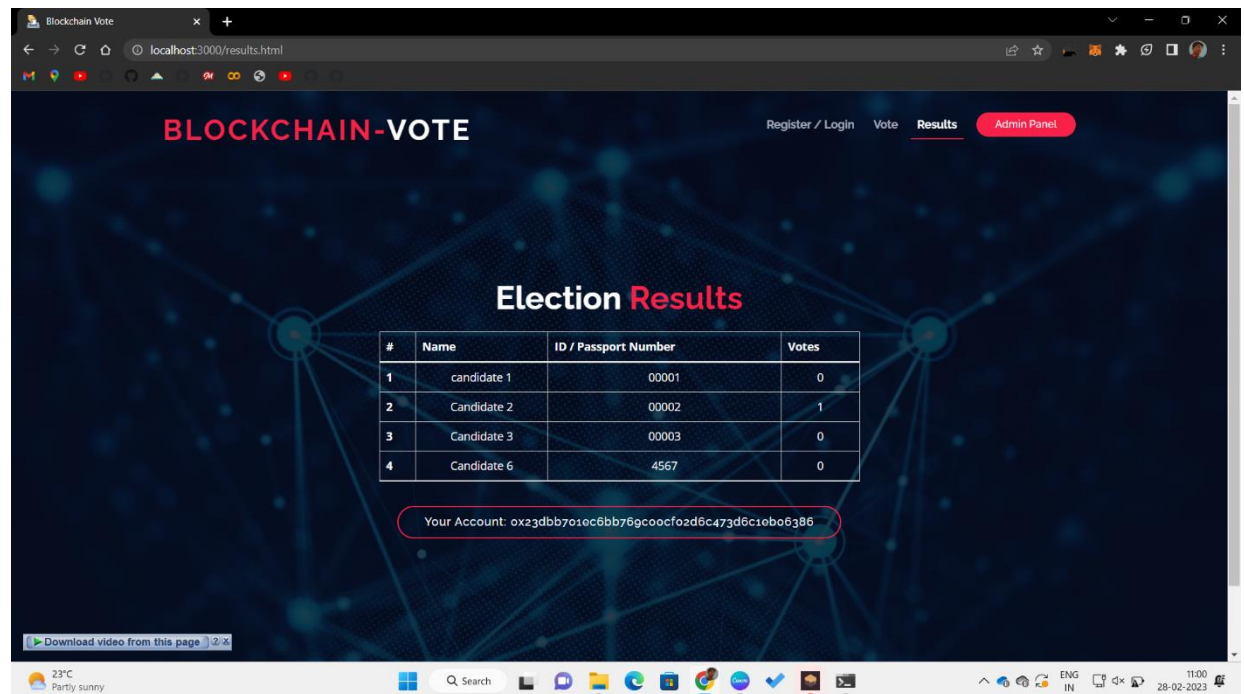 Blockchain Vote
localhost:3000/results.html
BLOCKCHAIN-VOTE
Register / Login Vote Results Admin Panel
Election Results
# Name ID / Passport Number Votes
1 candidate 1 00001 0
2 Candidate 2 00002 1
3 Candidate 3 00003 0
4 Candidate 6 4567 0
Your Account: 0x23dbb701ec6bb769c00cf02d6c473d6c1eb06386
Download video from this page ? x
23°C
Partly sunny
Search
ENG
IN
11:00
28-02-2023